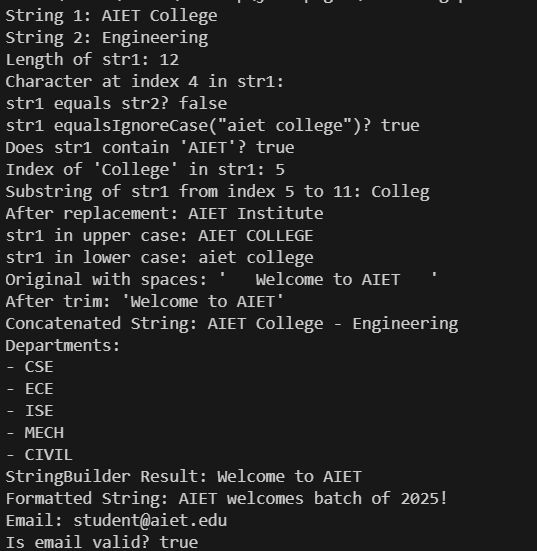 String 1: AIET College
String 2: Engineering
Length of str1: 12
Character at index 4 in str1:
str1 equals str2? false
str1 equalsIgnoreCase("aiet college")? true
Does str1 contain 'AIET'? true
Index of 'College' in str1: 5
Substring of str1 from index 5 to 11: Colleg
After replacement: AIET Institute
str1 in upper case: AIET COLLEGE
str1 in lower case: aiet college
Original with spaces: '   Welcome to AIET   '
After trim: 'Welcome to AIET'
Concatenated String: AIET College - Engineering
Departments:
- CSE
- ECE
- ISE
- MECH
- CIVIL
StringBuilder Result: Welcome to AIET
Formatted String: AIET welcomes batch of 2025!
Email: student@aiet.edu
Is email valid? true